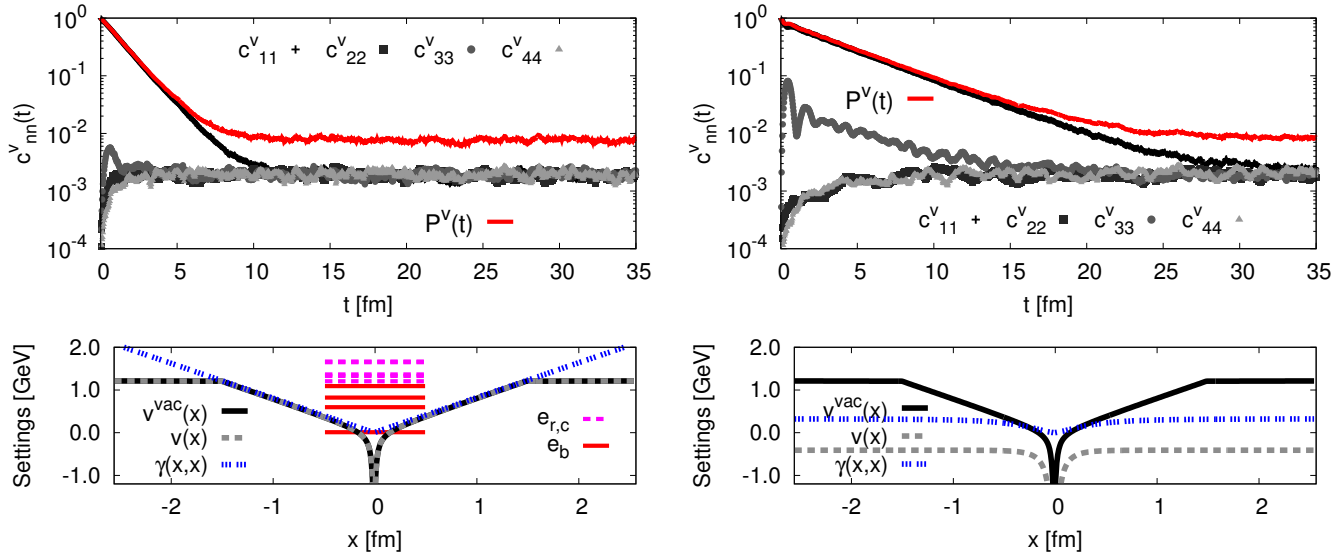 10^0
10^-1
10^-2
10^-3
10^-4
c^v_nn(t)
c^v_11 + c^v_22 c^v_33 c^v_44
P^v(t)
0 5 10 15 20 25 30 35
t [fm]
10^0
10^-1
10^-2
10^-3
10^-4
c^v_nn(t)
P^v(t)
c^v_11 + c^v_22 c^v_33 c^v_44
0 5 10 15 20 25 30 35
t [fm]
2.0
1.0
0.0
-1.0
Settings [GeV]
v^vac(x)
v(x)
γ(x,x)
e_r,c
e_b
-2 -1 0 1 2
x [fm]
2.0
1.0
0.0
-1.0
Settings [GeV]
v^vac(x)
v(x)
γ(x,x)
-2 -1 0 1 2
x [fm]